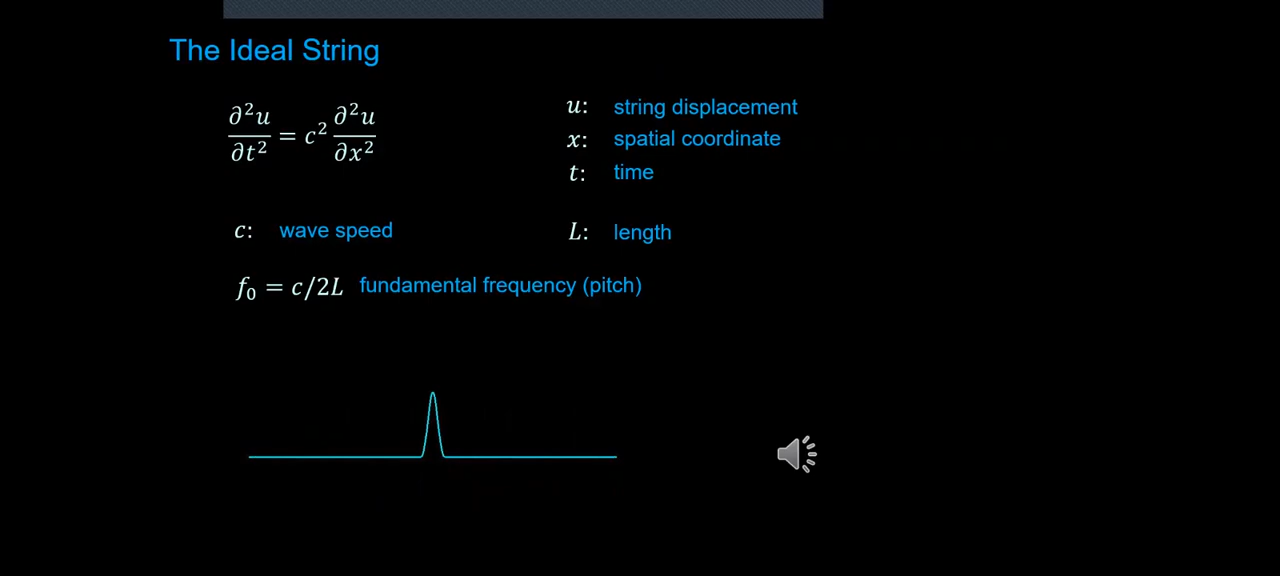 The Ideal String
∂²u/∂t² = c² ∂²u/∂x²
u: string displacement
x: spatial coordinate
t: time
c: wave speed
L: length
f₀ = c/2L fundamental frequency (pitch)